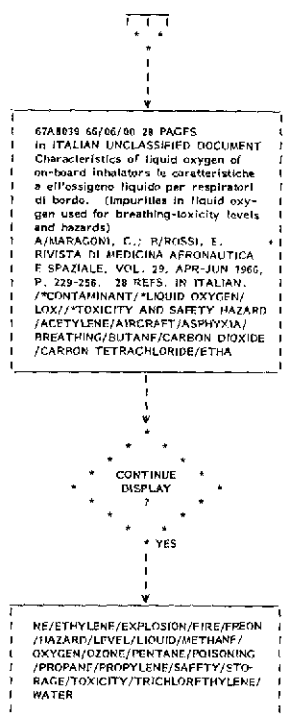 67A8039 66/06/00 28 PAGES
in ITALIAN UNCLASSIFIED DOCUMENT
Characteristics of liquid oxygen of
on-board inhalators le caratteristiche
a ell'ossigeno liquido per respiratori
di bordo. (Impurities in liquid oxy-
gen used for breathing-toxicity levels
and hazards)
A/MARAGONI, C.; B/ROSSI, E.
RIVISTA DI MEDICINA AERONAUTICA
E SPAZIALE, VOL. 29, APR-JUN 1966,
P. 229-256. 28 REFS. IN ITALIAN.
/*CONTAMINANT/*LIQUID OXYGEN/
LOX//*TOXICITY AND SAFETY HAZARD
/ACETYLENE/AIRCRAFT/ASPHYXIA/
BREATHING/BUTANE/CARBON DIOXIDE
/CARBON TETRACHLORIDE/ETHA
CONTINUE
DISPLAY
?
YES
NE/ETHYLENE/EXPLOSION/FIRE/FREON
/HAZARD/LEVEL/LIQUID/METHANE/
OXYGEN/OZONE/PENTANE/POISONING
/PROPANE/PROPYLENE/SAFETY/STO-
RAGE/TOXICITY/TRICHLORETHYLENE/
WATER